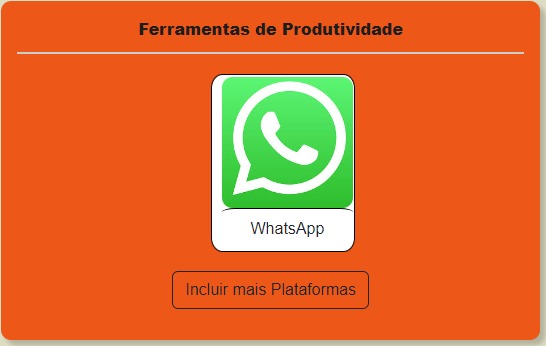 Ferramentas de Produtividade
WhatsApp
Incluir mais Plataformas